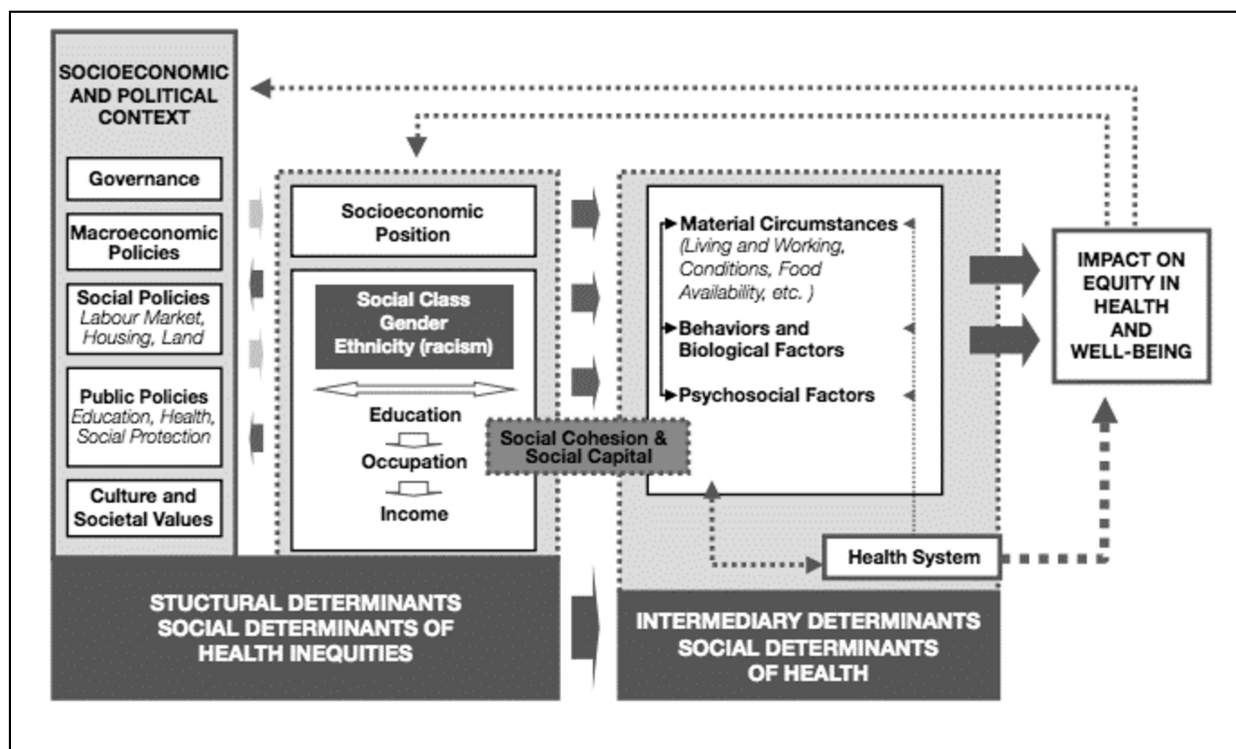 SOCIOECONOMIC
AND POLITICAL
CONTEXT
Governance
Macroeconomic
Policies
Social Policies
Labour Market,
Housing, Land
Public Policies
Education, Health,
Social Protection
Culture and
Societal Values
Socioeconomic
Position
Social Class
Gender
Ethnicity (racism)
Education
Occupation
Income
Social Cohesion &
Social Capital
Material Circumstances
(Living and Working,
Conditions, Food
Availability, etc. )
Behaviors and
Biological Factors
Psychosocial Factors
Health System
IMPACT ON
EQUITY IN
HEALTH
AND
WELL-BEING
STUCTURAL DETERMINANTS
SOCIAL DETERMINANTS OF
HEALTH INEQUITIES
INTERMEDIARY DETERMINANTS
SOCIAL DETERMINANTS
OF HEALTH